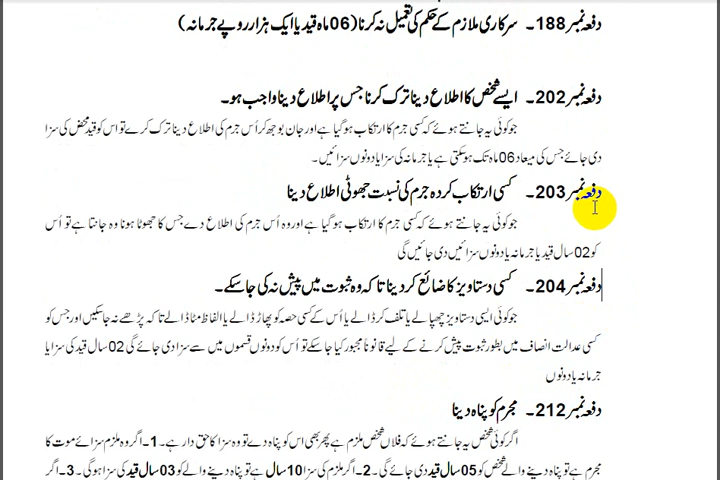 دفعہ نمبر 188۔ سرکاری ملازم کے حکم کی تعمیل نہ کرنا (06 ماہ قید یا ایک ہزار روپے جرمانہ)
دفعہ نمبر 202۔ ایسے شخص کا اطلاع دینا ترک کرنا جس پر اطلاع دینا واجب ہو۔
جو کوئی یہ جانتے ہوئے کہ کسی جرم کا ارتکاب ہو گیا ہے اور جان بوجھ کر اُس جرم کی اطلاع دینا ترک کرے تو اس کو قید محض کی سزا
دی جائے جس کی میعاد 06 ماہ تک ہو سکتی ہے یا جرمانہ کی سزا یا دونوں سزائیں۔
دفعہ نمبر 203۔ کسی ارتکاب کردہ جرم کی نسبت جھوٹی اطلاع دینا
جو کوئی یہ جانتے ہوئے کہ کسی جرم کا ارتکاب ہو گیا ہے اور وہ اُس جرم کی اطلاع دے جس کا جھوٹا ہونا وہ جانتا ہے تو اُس
کو 02 سال قید یا جرمانہ یا دونوں سزائیں دی جائیں گی
دفعہ نمبر 204۔ کسی دستاویز کا ضائع کر دینا تاکہ وہ ثبوت میں پیش نہ کی جا سکے۔
جو کوئی ایسی دستاویز چھپا لے یا تلف کر ڈالے یا اُس کے کسی حصہ کو پھاڑ ڈالے یا الفاظ مٹا ڈالے تاکہ پڑھے نہ جا سکیں اور جس کو
کسی عدالت انصاف میں بطور ثبوت پیش کرنے کے لیے قانوناً مجبور کیا جا سکے تو اُس کو دونوں قسموں میں سے سزا دی جائے گی 02 سال قید کی سزا یا
جرمانہ یا دونوں
دفعہ نمبر 212۔ مجرم کو پناہ دینا
اگر کوئی شخص یہ جانتے ہوئے کہ فلاں شخص ملزم ہے پھر بھی اس کو پناہ دے تو وہ سزا کا حق دار ہے۔ 1۔ اگر وہ ملزم سزائے موت کا
مجرم ہے تو پناہ دینے والے شخص کو 05 سال قید دی جائے گی۔ 2۔ اگر ملزم کی سزا 10 سال ہے تو پناہ دینے والے کو 03 سال قید کی سزا ہو گی۔ 3۔ اگر